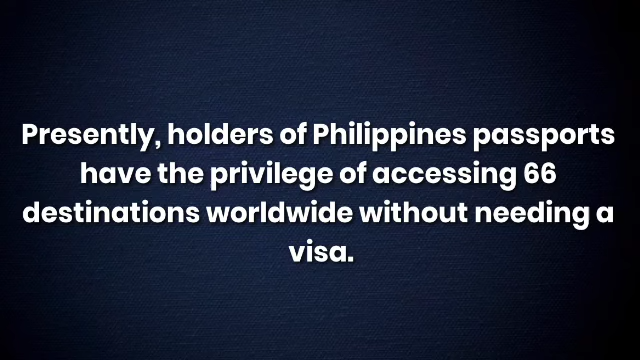 Presently, holders of Philippines passports
have the privilege of accessing 66
destinations worldwide without needing a
visa.